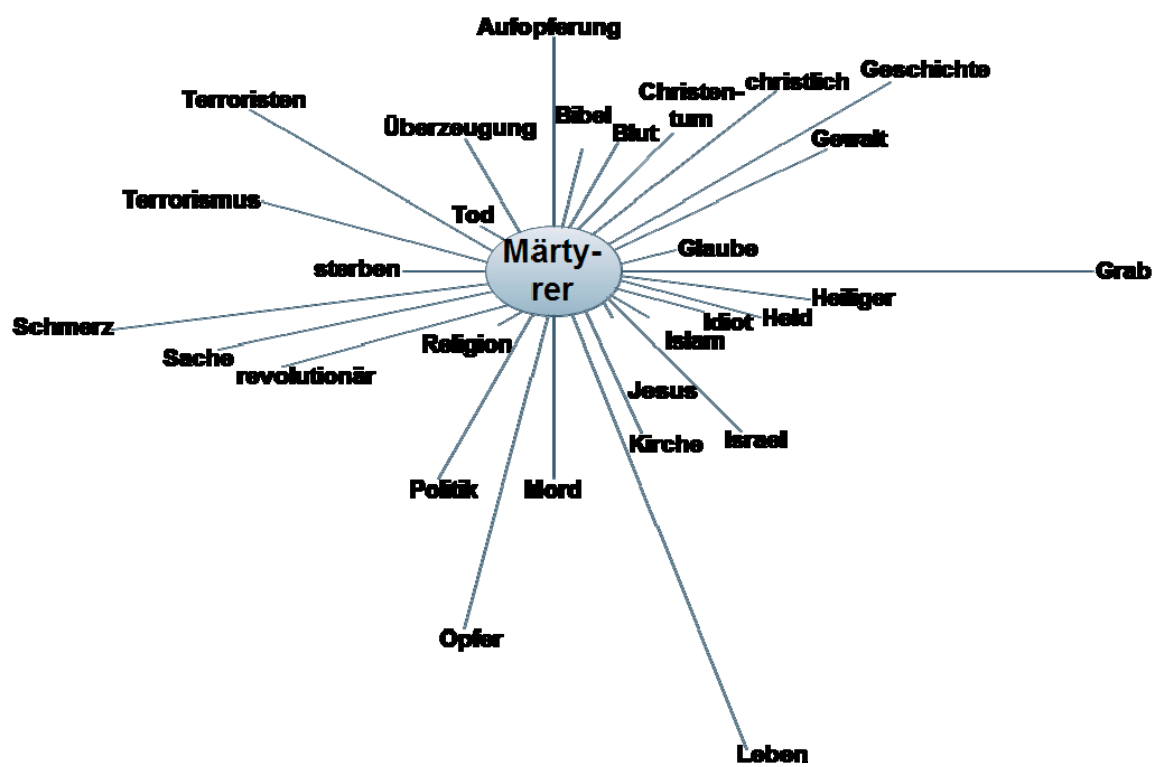 Aufopferung
Geschichte
christlich
Christen-
tum
Terroristen
Bibel
Überzeugung
Blut
Gewalt
Terrorismus
Tod
Märty-
rer
Glaube
sterben
Grab
Heiliger
Held
Idiot
Schmerz
Islam
Religion
Sache
revolutionär
Jesus
Israel
Kirche
Politik
Mord
Opfer
Leben